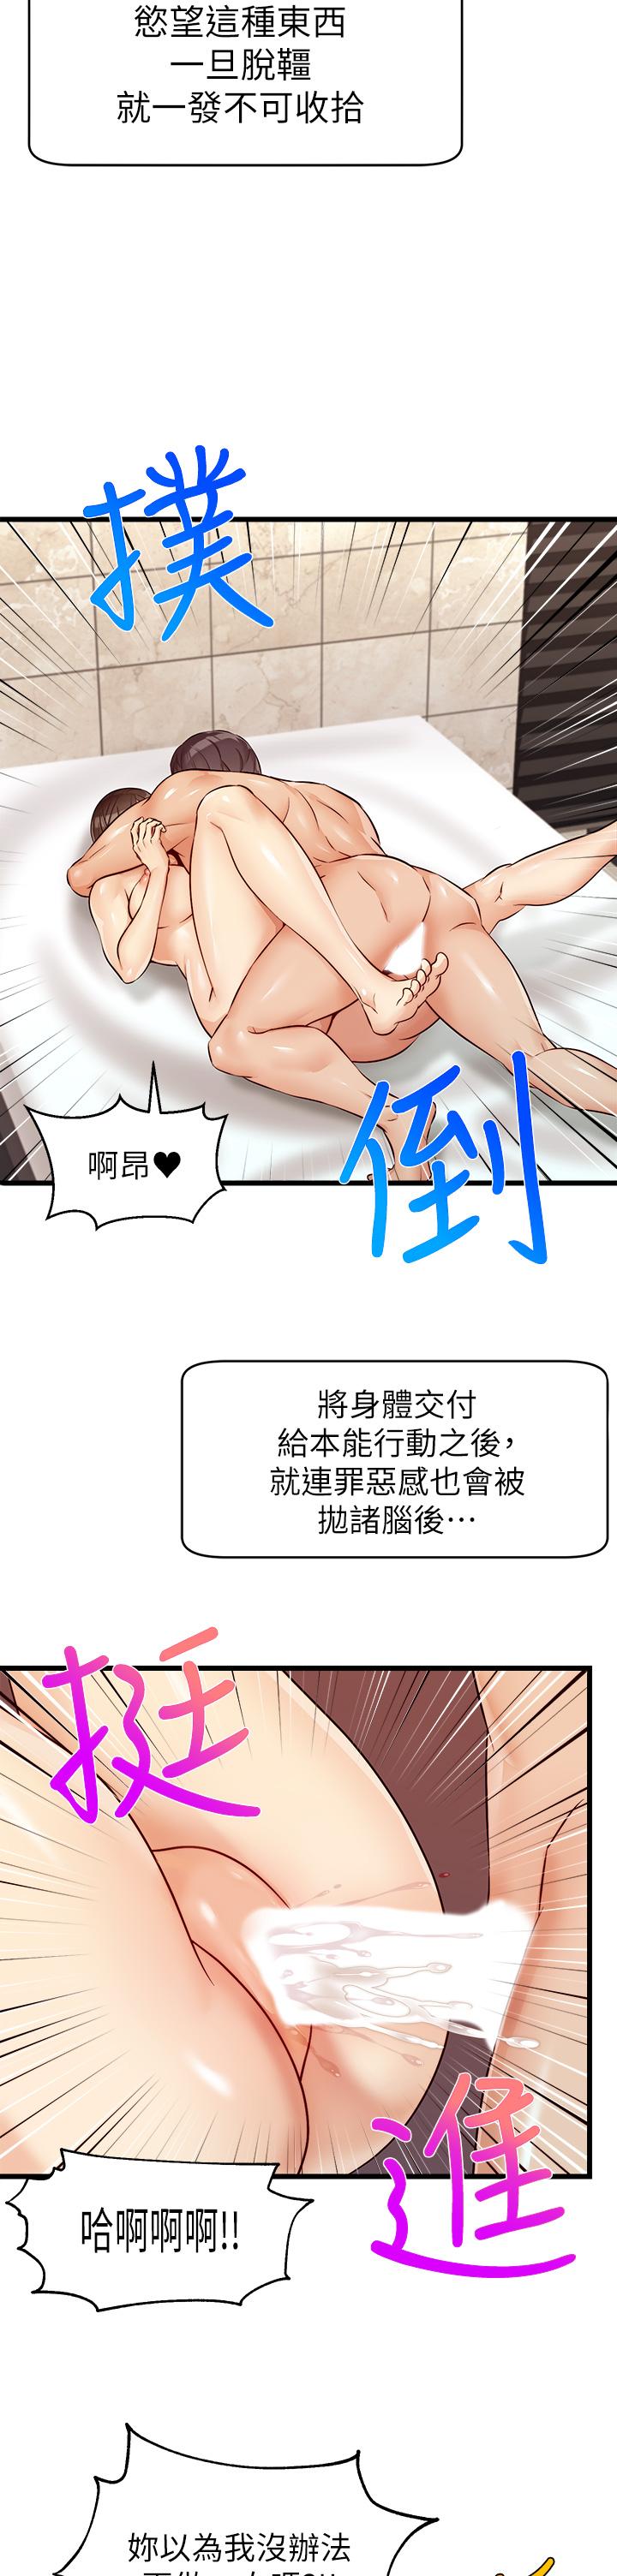 慾望這種東西
一旦脫韁
就一發不可收拾
撲
啊昂♥
倒
將身體交付
給本能行動之後，
就連罪惡感也會被
拋諸腦後…
挺
進
哈啊啊啊!!
妳以為我沒辦法